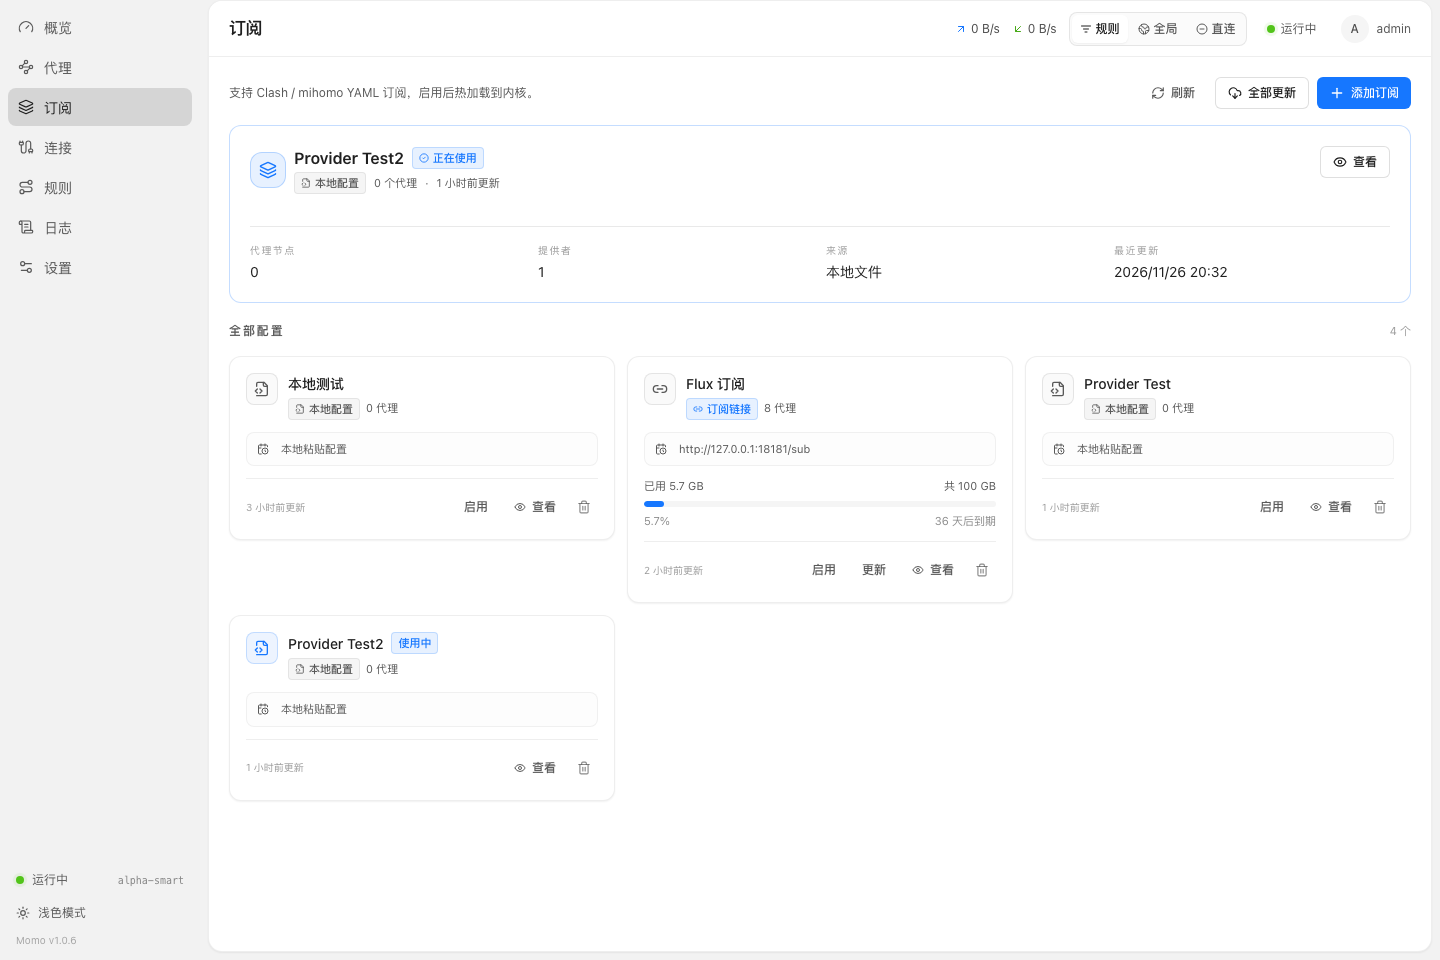 概览
代理
订阅
连接
规则
日志
设置
运行中 alpha-smart
浅色模式
Momo v1.0.6
订阅
0 B/s 0 B/s 规则 全局 直连 运行中 A admin
支持 Clash / mihomo YAML 订阅，启用后热加载到内核。
刷新 全部更新 添加订阅
Provider Test2 正在使用
本地配置 0 个代理 · 1 小时前更新
查看
代理节点 提供者 来源 最近更新
0 1 本地文件 2026/11/26 20:32
全部配置 4 个
本地测试
本地配置 0 代理
本地粘贴配置
3 小时前更新 启用 查看
Flux 订阅
订阅链接 8 代理
http://127.0.0.1:18181/sub
已用 5.7 GB 共 100 GB
5.7% 36 天后到期
2 小时前更新 启用 更新 查看
Provider Test
本地配置 0 代理
本地粘贴配置
1 小时前更新 启用 查看
Provider Test2 使用中
本地配置 0 代理
本地粘贴配置
1 小时前更新 查看